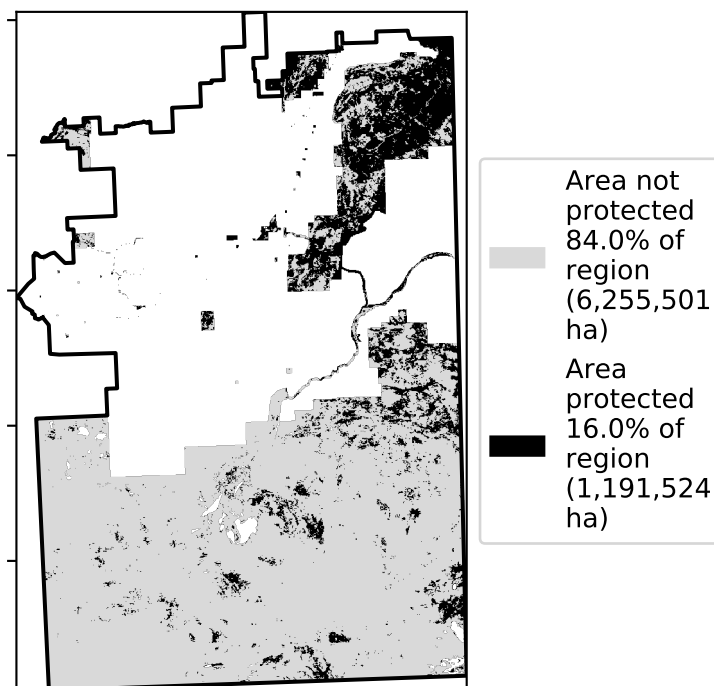 Area not
protected
84.0% of
region
(6,255,501
ha)
Area
protected
16.0% of
region
(1,191,524
ha)